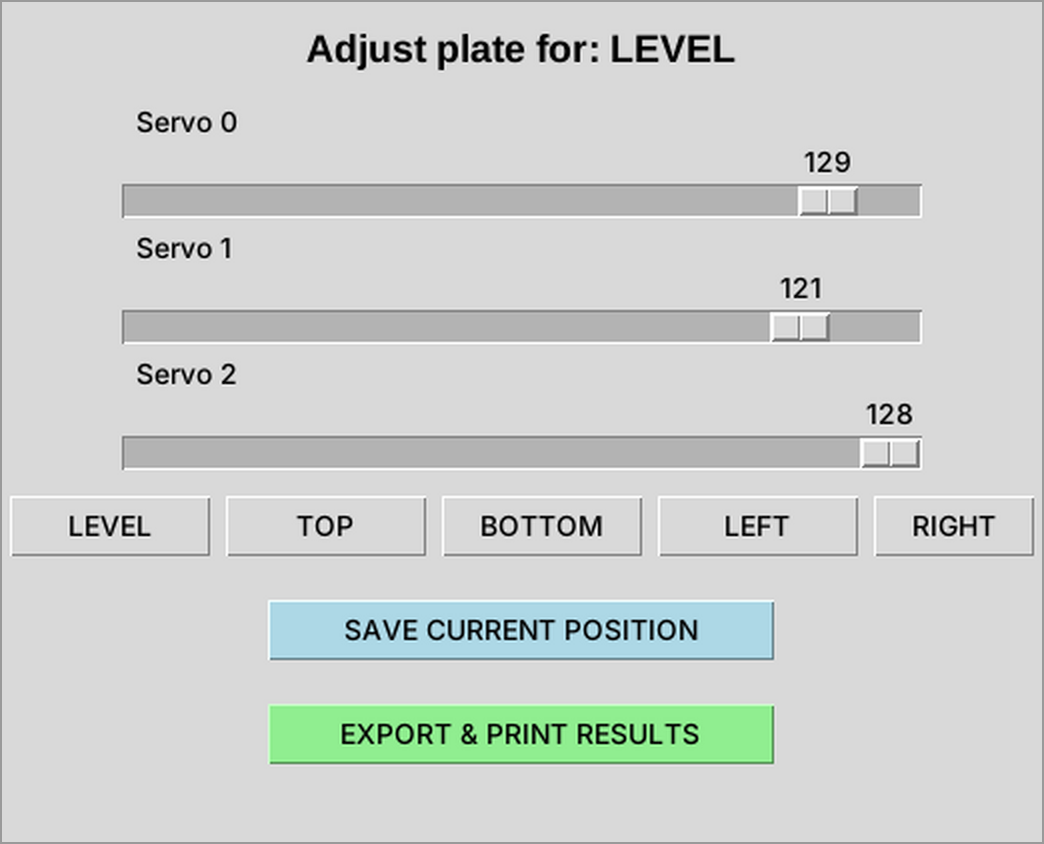 Adjust plate for: LEVEL
Servo 0
129
Servo 1
121
Servo 2
128
LEVEL TOP BOTTOM LEFT RIGHT
SAVE CURRENT POSITION
EXPORT & PRINT RESULTS